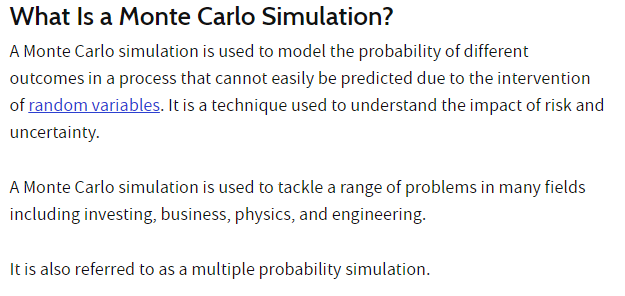 What Is a Monte Carlo Simulation?
A Monte Carlo simulation is used to model the probability of different
outcomes in a process that cannot easily be predicted due to the intervention
of random variables. It is a technique used to understand the impact of risk and
uncertainty.
A Monte Carlo simulation is used to tackle a range of problems in many fields
including investing, business, physics, and engineering.
It is also referred to as a multiple probability simulation.